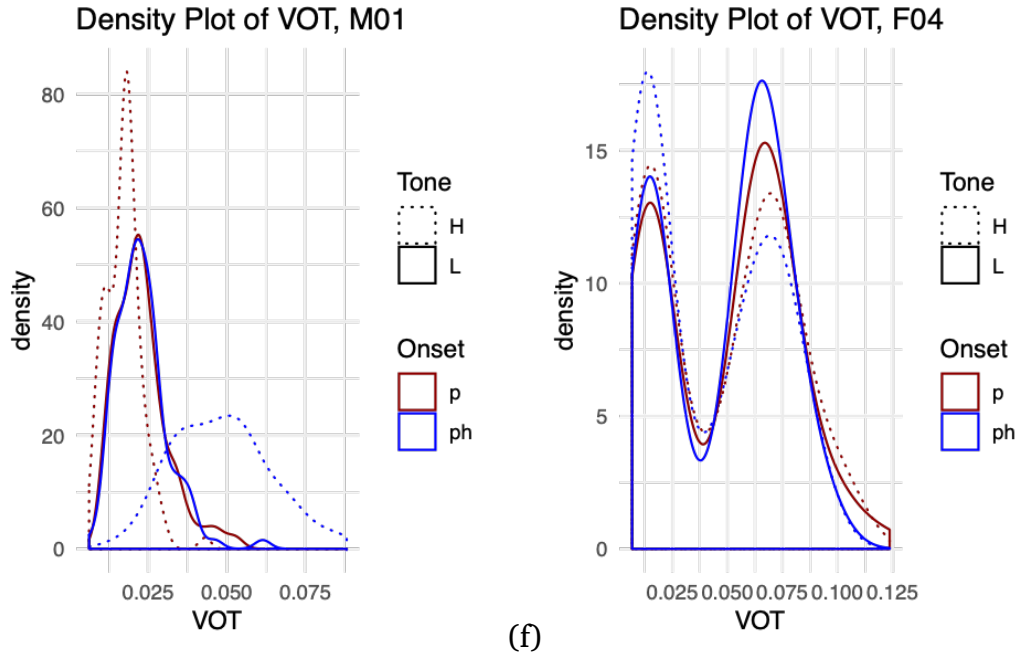 Density Plot of VOT, M01
80
60
40
20
0
density
0.025 0.050 0.075
VOT
Tone
H
L
Onset
p
ph
Density Plot of VOT, F04
15
10
5
0
density
0.025 0.050 0.075 0.100 0.125
VOT
Tone
H
L
Onset
p
ph
(f)